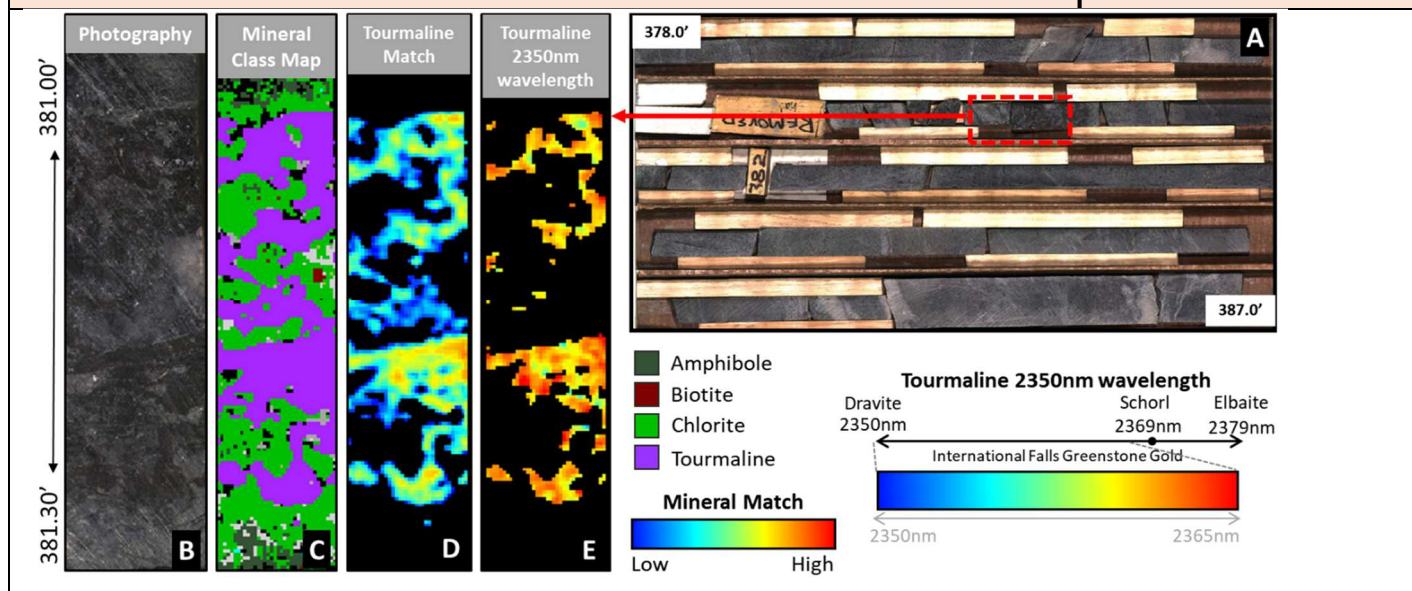 Photography
Mineral
Class Map
Tourmaline
Match
Tourmaline
2350nm
wavelength
381.00’
381.30’
B
C
D
E
378.0’
A
REMOVED
382
387.0’
Amphibole
Biotite
Chlorite
Tourmaline
Mineral Match
Low High
Tourmaline 2350nm wavelength
Dravite Schorl Elbaite
2350nm 2369nm 2379nm
International Falls Greenstone Gold
2350nm 2365nm